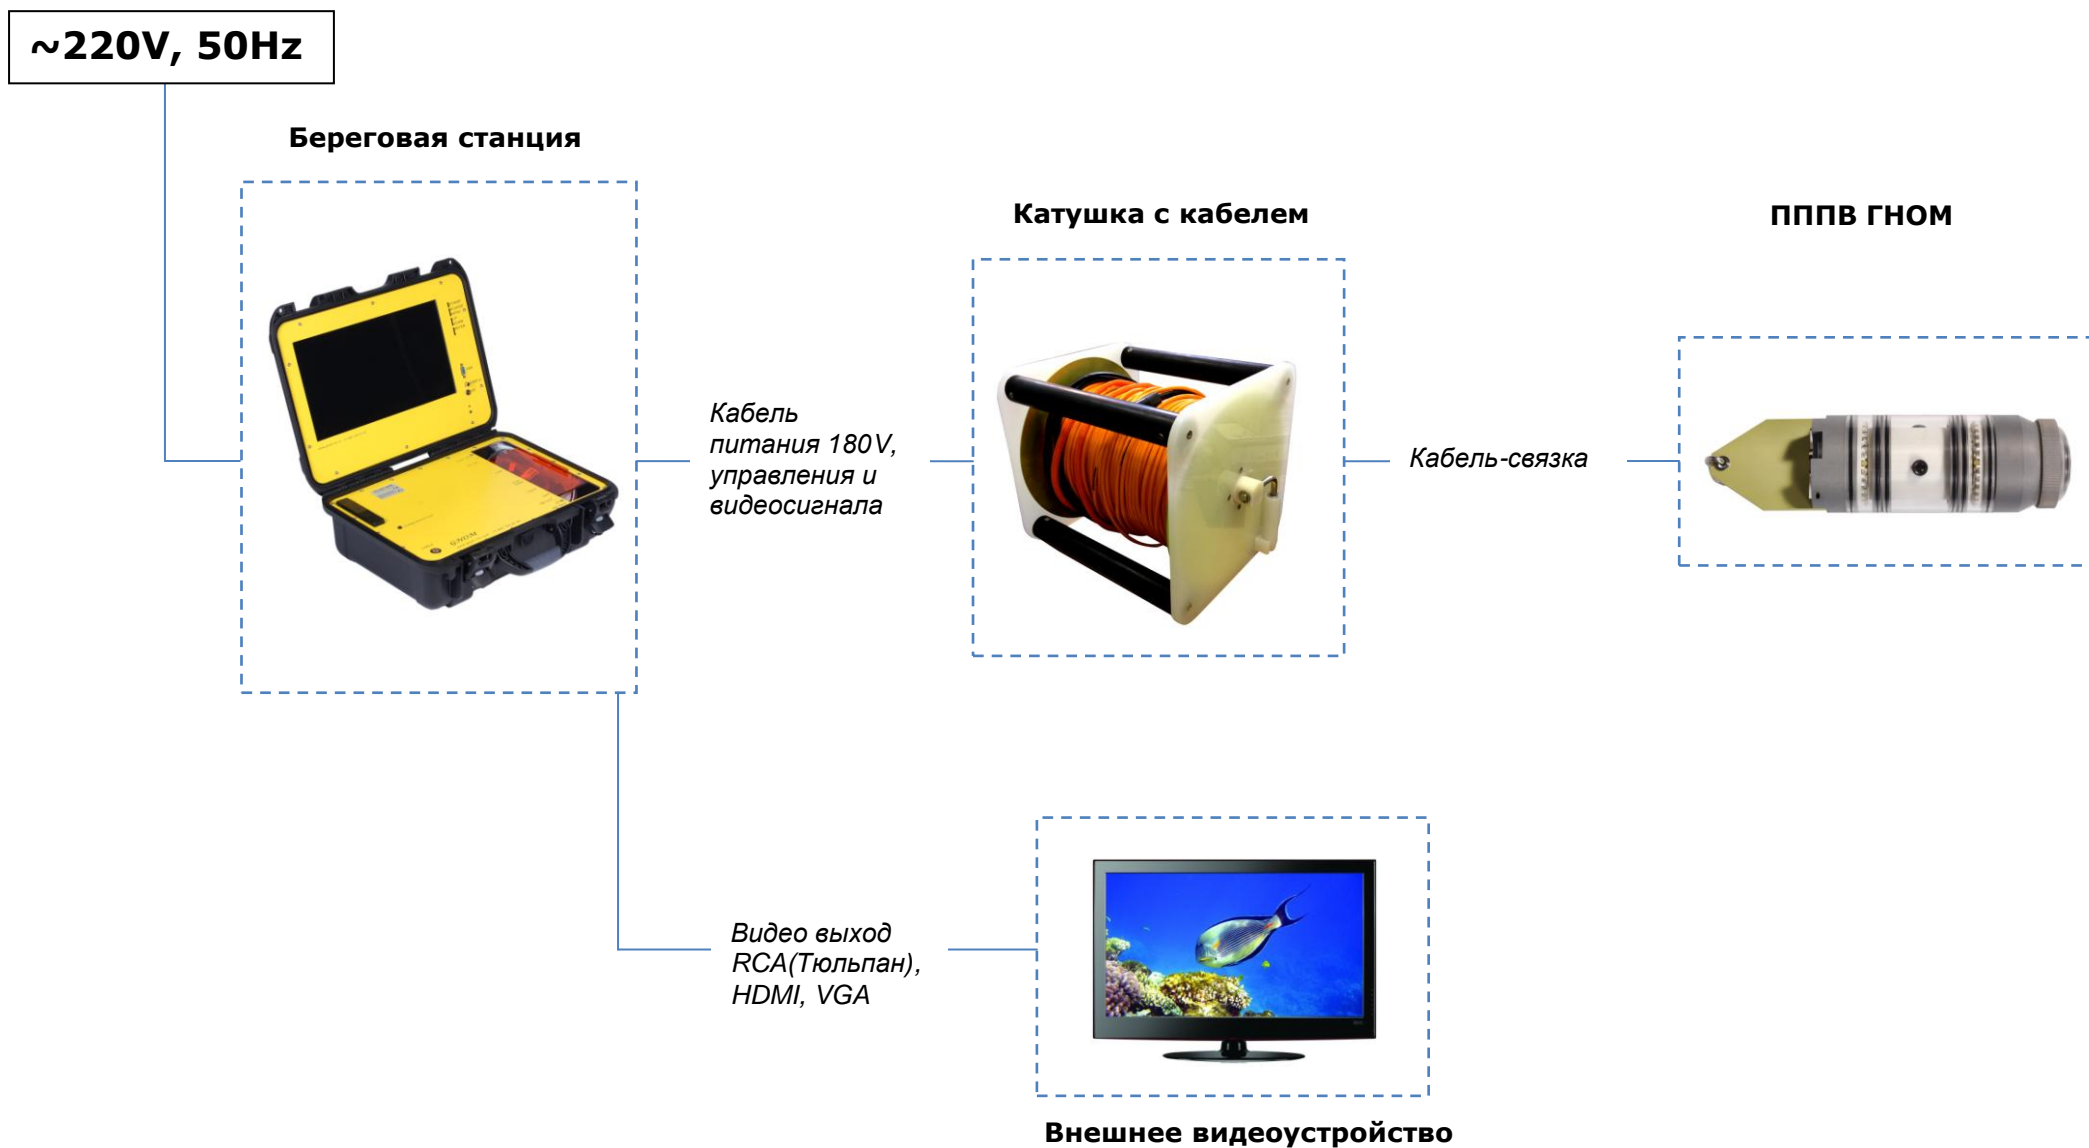 ~220V, 50Hz
Береговая станция
Катушка с кабелем
ПППВ ГНОМ
Кабель
питания 180V,
управления и
видеосигнала
Кабель-связка
Видео выход
RCA(Тюльпан),
HDMI, VGA
Внешнее видеоустройство